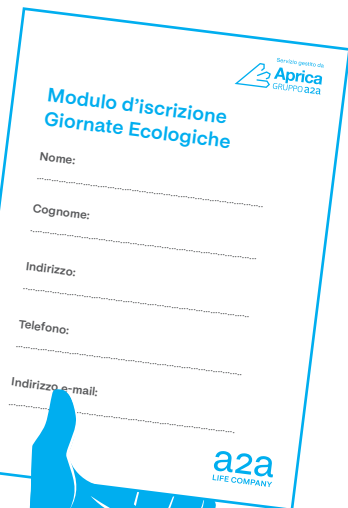 Servizio gestito da
Aprica
GRUPPO a2a
Modulo d'iscrizione
Giornate Ecologiche
Nome:
Cognome:
Indirizzo:
Telefono:
Indirizzo e-mail:
a2a
LIFE COMPANY